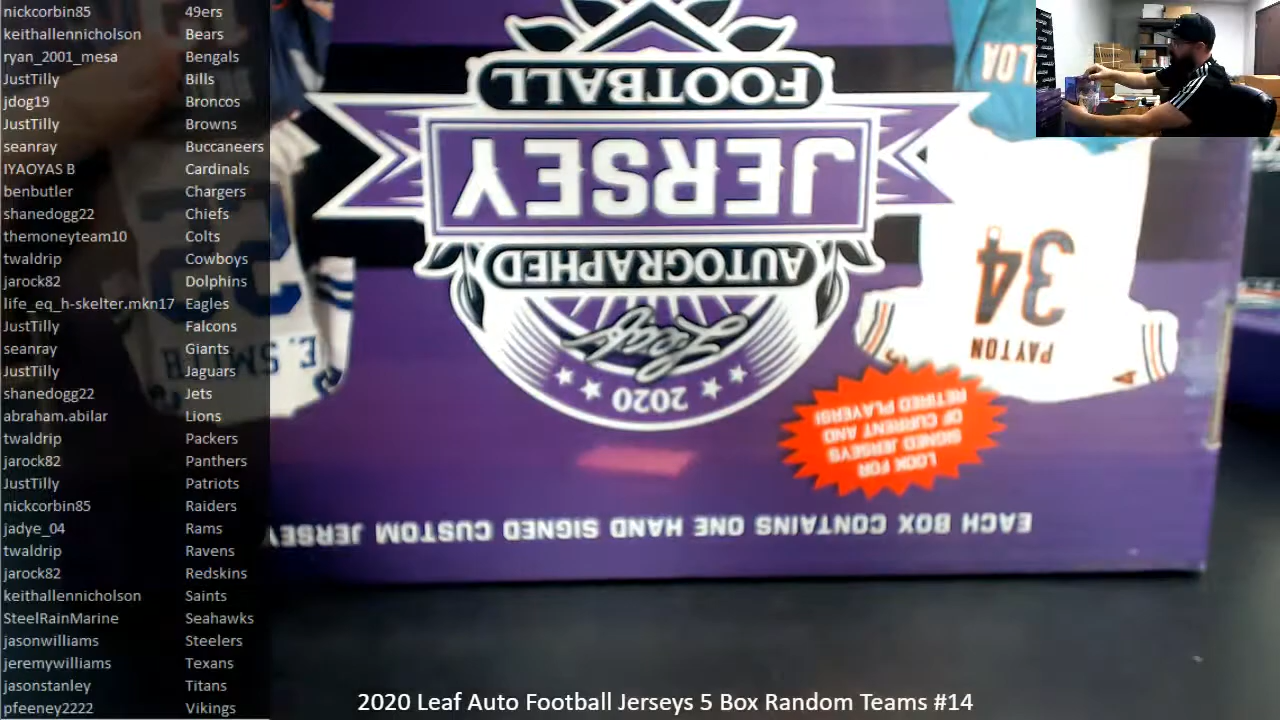 nickcorbin85 49ers
keithallennicholson Bears
ryan_2001_mesa Bengals
JustTilly Bills
jdog19 Broncos
JustTilly Browns
seanray Buccaneers
IYAOYAS B Cardinals
benbutler Chargers
shanedogg22 Chiefs
themoneyteam10 Colts
twaldrip Cowboys
jarock82 Dolphins
life_eq_h-skelter.mkn17 Eagles
JustTilly Falcons
seanray Giants
JustTilly Jaguars
shanedogg22 Jets
abraham.abilar Lions
twaldrip Packers
jarock82 Panthers
JustTilly Patriots
nickcorbin85 Raiders
jadye_04 Rams
twaldrip Ravens
jarock82 Redskins
keithallennicholson Saints
SteelRainMarine Seahawks
jasonwilliams Steelers
jeremywilliams Texans
jasonstanley Titans
pfeeney2222 Vikings
EACH BOX CONTAINS ONE HAND SIGNED CUSTOM JERSEY
LOOK FOR
SIGNED JERSEYS
OF CURRENT AND
RETIRED PLAYERS!
2020
Leaf
AUTOGRAPHED
JERSEY
FOOTBALL
PAYTON
34
E. SMITH
22
LOA
2020 Leaf Auto Football Jerseys 5 Box Random Teams #14